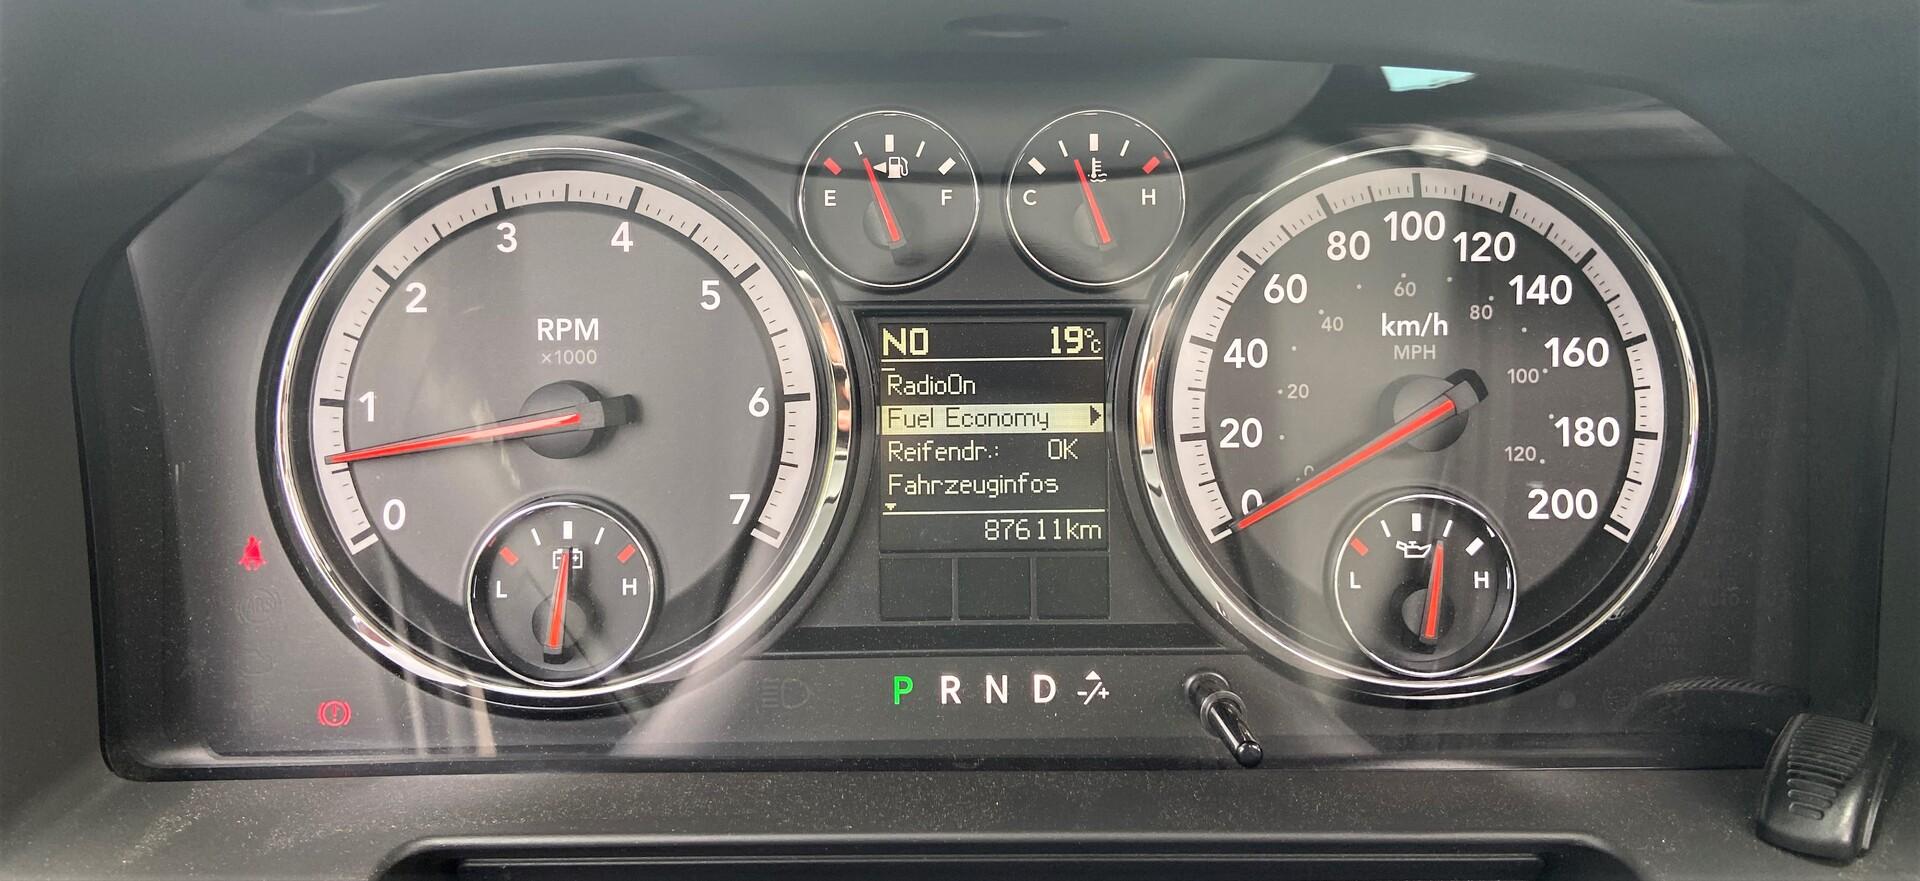 E F
C H
0 1 2 3 4 5 6 7
RPM
×1000
L H
NO 19°C
RadioOn
Fuel Economy
Reifendr.: OK
Fahrzeuginfos
87611km
0 20 40 60 80 100 120 140 160 180 200
0 20 40 60 80 100 120
km/h
MPH
L H
P R N D -/+